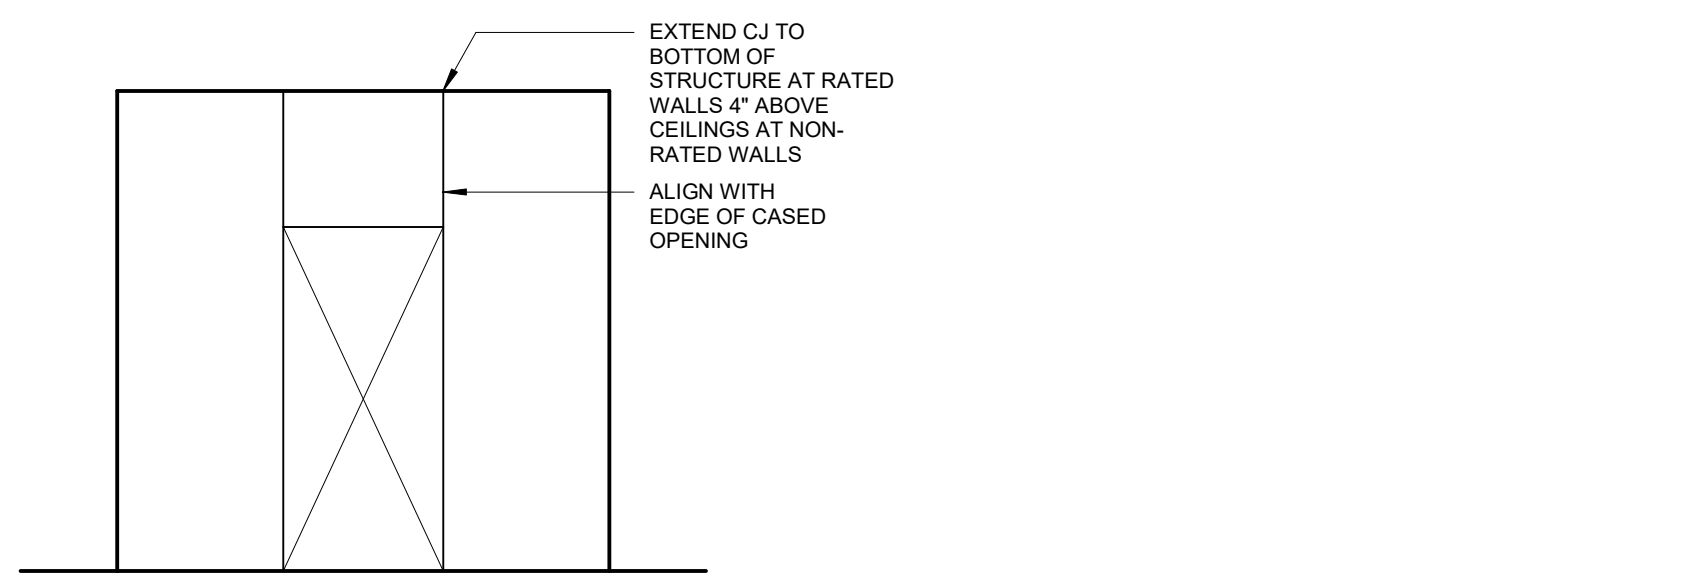 EXTEND CJ TO
BOTTOM OF
STRUCTURE AT RATED
WALLS 4" ABOVE
CEILINGS AT NON-
RATED WALLS
ALIGN WITH
EDGE OF CASED
OPENING